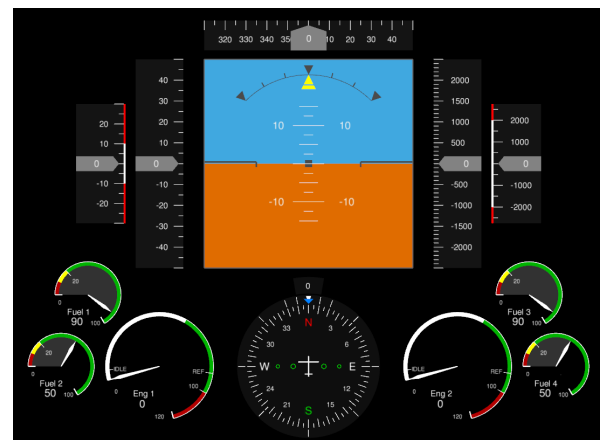 320 330 340 35 0 10 20 30 40
40 30 20 10 0 -10 -20 -30 -40
20 10 0 -10 -20
10 10
-10 -10
2000 1500 1000 500 0 -500 -1000 -1500 -2000
2000 1000 0 -1000 -2000
0 20 100
Fuel 1
90
0 20 100
Fuel 2
50
0 IDLE REF 100 120
Eng 1
0
0
N 3 6 E 12 15 S 21 24 W 30 33
0 IDLE REF 100 120
Eng 2
0
0 20 100
Fuel 3
90
0 20 100
Fuel 4
50